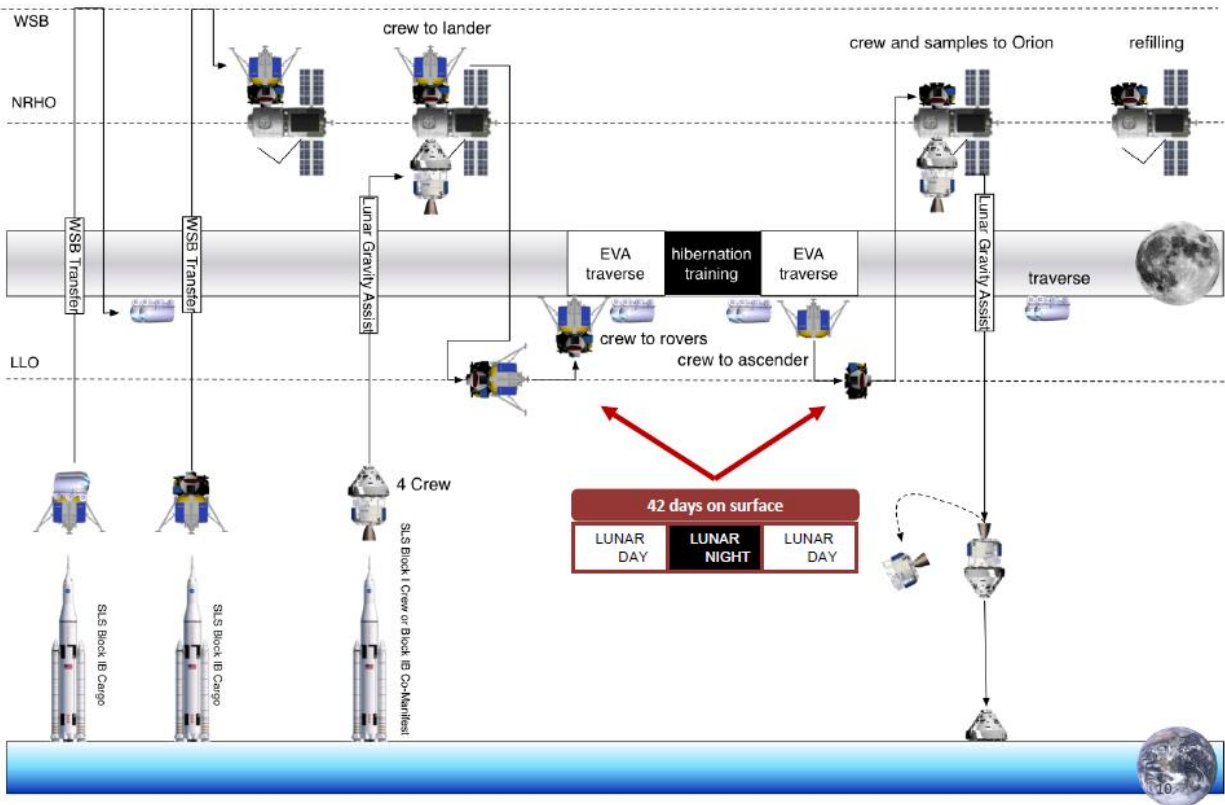 WSB
crew to lander
crew and samples to Orion
refilling
NRHO
WSB Transfer
WSB Transfer
Lunar Gravity Assist
EVA
traverse
hibernation
training
EVA
traverse
Lunar Gravity Assist
traverse
crew to rovers
crew to ascender
LLO
4 Crew
42 days on surface
LUNAR
DAY
LUNAR
NIGHT
LUNAR
DAY
SLS Block IB Cargo
SLS Block IB Cargo
SLS Block I Crew or Block IB Co-Manifest
10